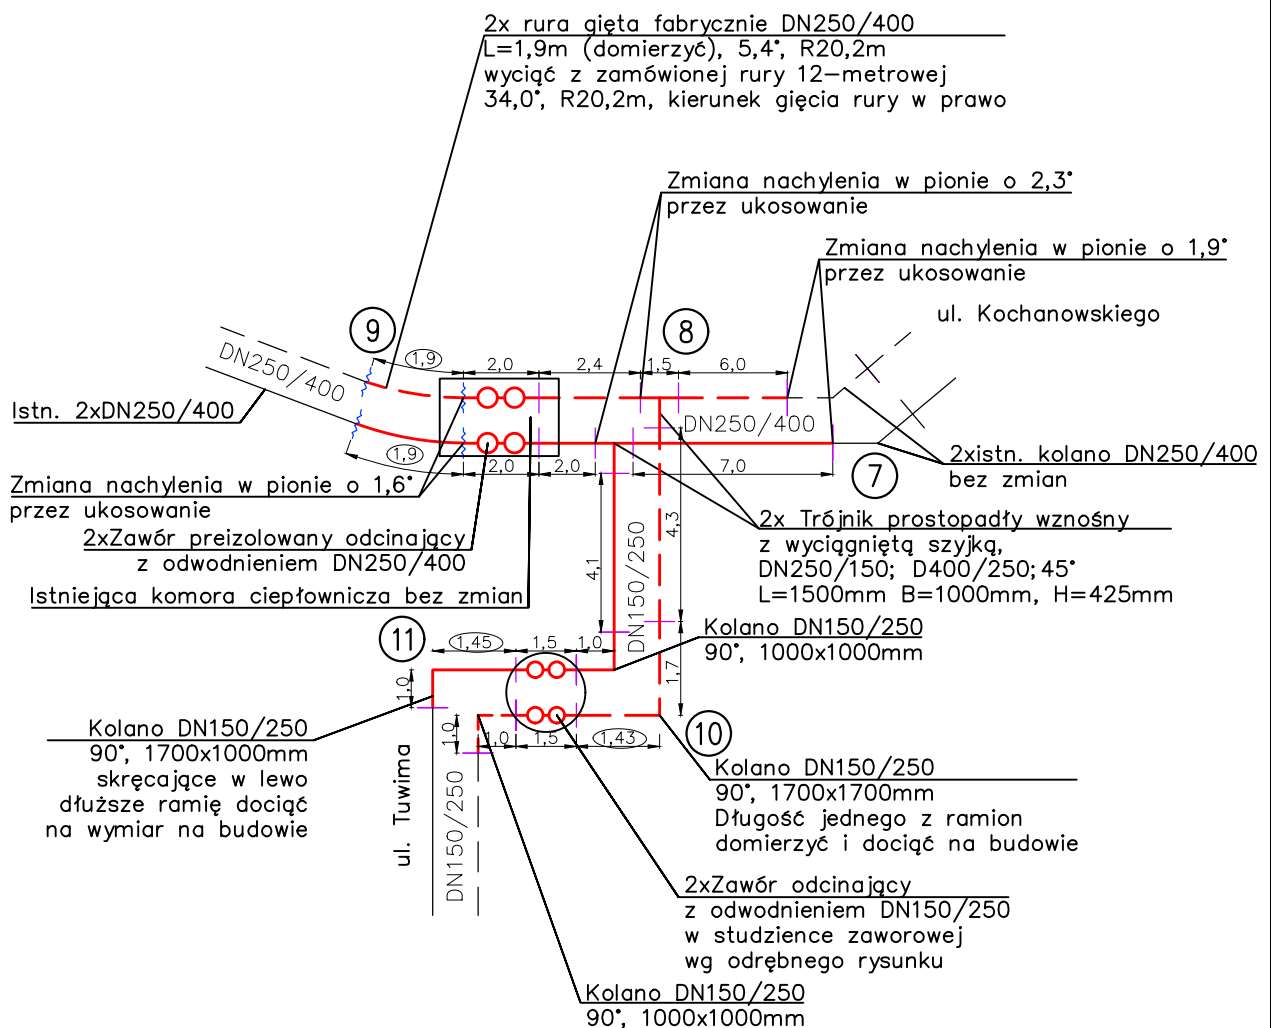 2x rura gięta fabrycznie DN250/400
L=1,9m (domierzyć), 5,4°, R20,2m
wyciąć z zamówionej rury 12-metrowej
34,0°, R20,2m, kierunek gięcia rury w prawo
Zmiana nachylenia w pionie o 2,3°
przez ukosowanie
Zmiana nachylenia w pionie o 1,9°
przez ukosowanie
ul. Kochanowskiego
9
8
DN250/400
1,9
2,0
2,4
1,5
6,0
Istn. 2xDN250/400
DN250/400
1,9
2,0
2,0
7,0
7
2xistn. kolano DN250/400
bez zmian
Zmiana nachylenia w pionie o 1,6°
przez ukosowanie
2xZawór preizolowany odcinający
z odwodnieniem DN250/400
Istniejąca komora ciepłownicza bez zmian
4,1
DN150/250
4,3
2x Trójnik prostopadły wznośny
z wyciągniętą szyjką,
DN250/150; D400/250; 45°
L=1500mm B=1000mm, H=425mm
11
1,45
1,5
1,0
Kolano DN150/250
90°, 1000x1000mm
1,0
1,7
Kolano DN150/250
90°, 1700x1000mm
skręcające w lewo
dłuższe ramię dociąć
na wymiar na budowie
1,0
1,0
1,5
1,43
10
ul. Tuwima
DN150/250
Kolano DN150/250
90°, 1700x1700mm
Długość jednego z ramion
domierzyć i dociąć na budowie
2xZawór odcinający
z odwodnieniem DN150/250
w studzience zaworowej
wg odrębnego rysunku
Kolano DN150/250
90°, 1000x1000mm